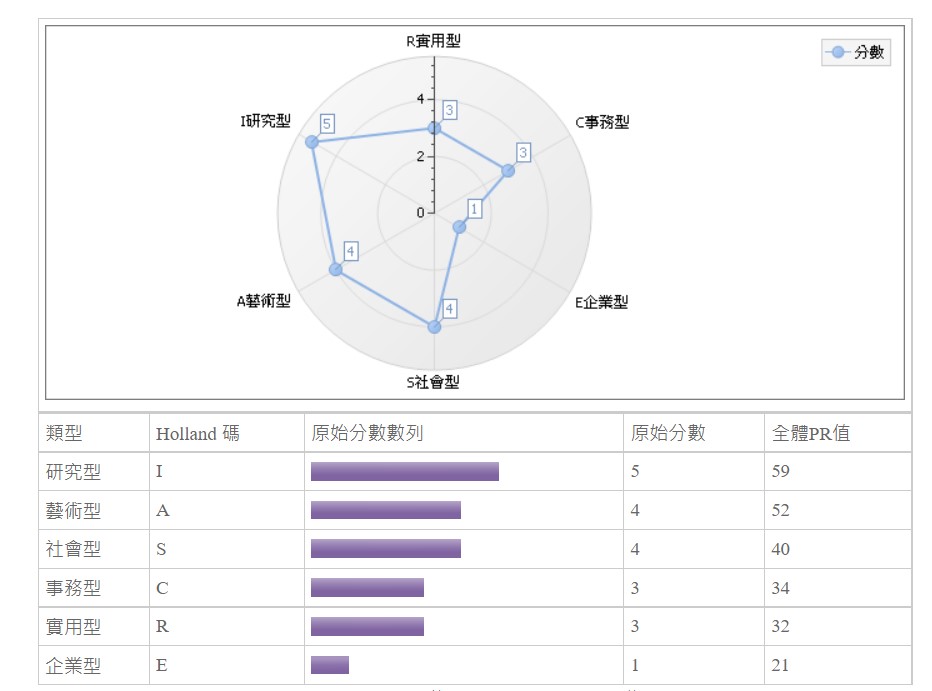 R實用型
分數
4
3
I研究型
5
C事務型
3
2
1
0
4
A藝術型
E企業型
4
S社會型
類型 Holland 碼 原始分數數列 原始分數 全體PR值
研究型 I 5 59
藝術型 A 4 52
社會型 S 4 40
事務型 C 3 34
實用型 R 3 32
企業型 E 1 21